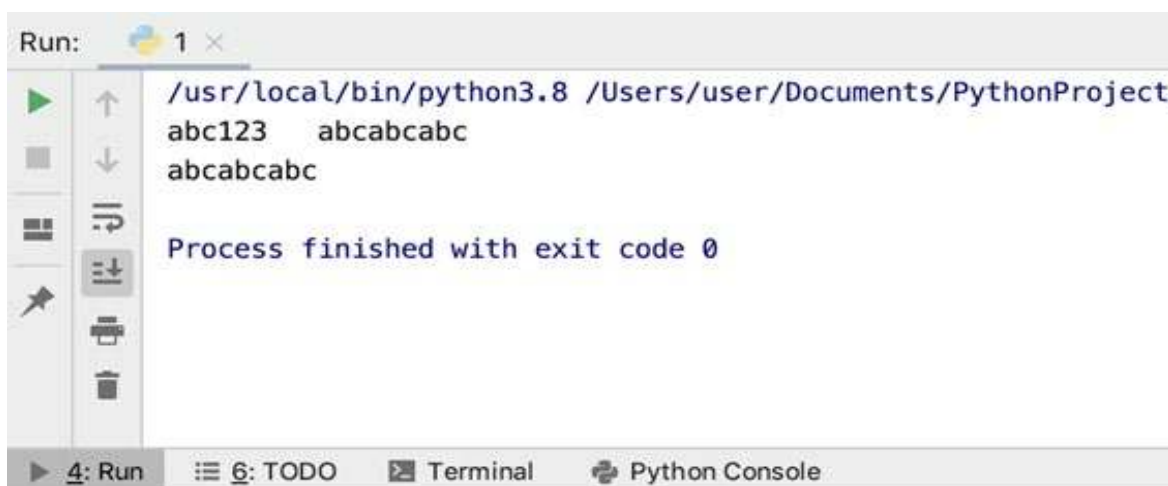 Run: 1 ×
/usr/local/bin/python3.8 /Users/user/Documents/PythonProject
abc123   abcabcabc
abcabcabc
Process finished with exit code 0
4: Run 6: TODO Terminal Python Console